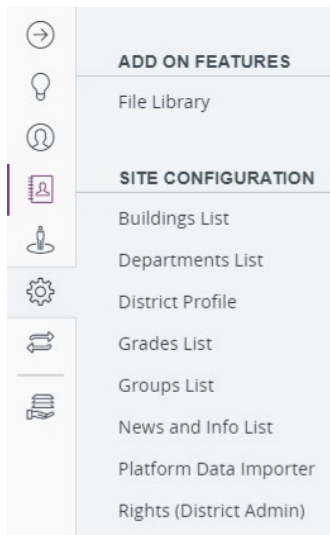 ADD ON FEATURES
File Library
SITE CONFIGURATION
Buildings List
Departments List
District Profile
Grades List
Groups List
News and Info List
Platform Data Importer
Rights (District Admin)